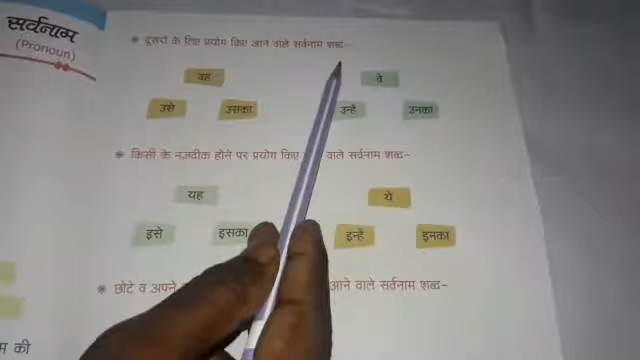 सर्वनाम
(Pronoun)
* दूसरों के लिए प्रयोग किए जाने वाले सर्वनाम शब्द–
वह वे
उसे उसका उन्हें उनका
* किसी के नज़दीक होने पर प्रयोग किए वाले सर्वनाम शब्द–
यह ये
इसे इसका इन्हें इनका
* छोटे व अपने आने वाले सर्वनाम शब्द–
म की